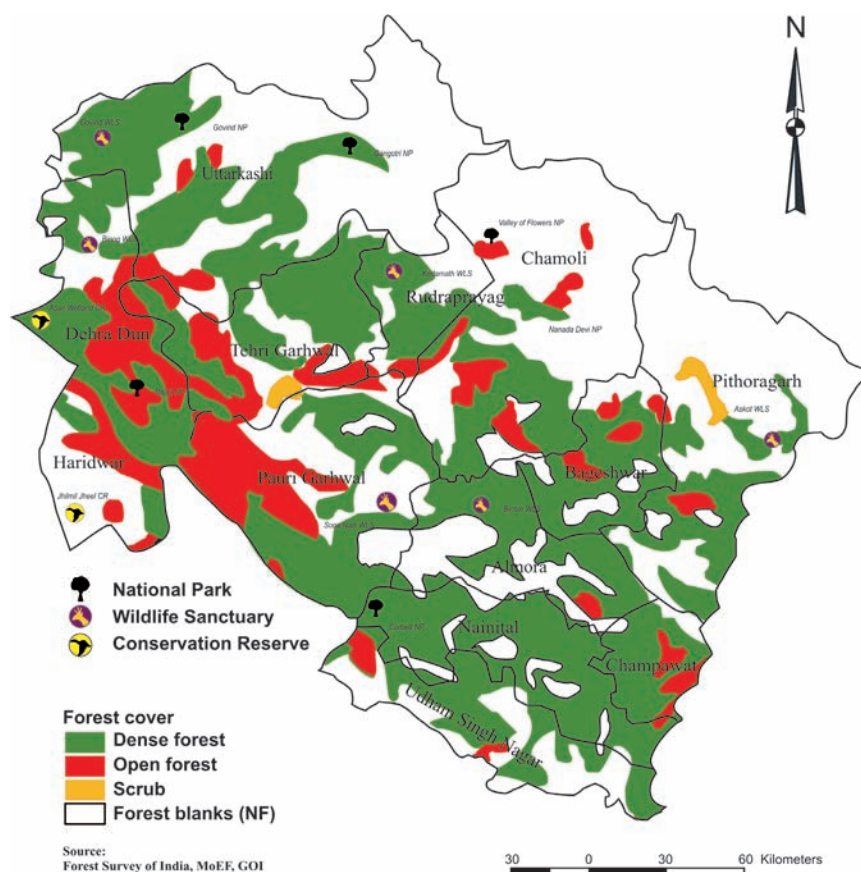 N
Govind WLS
Govind NP
Gangotri NP
Uttarkashi
Valley of Flowers NP
Chamoli
Kedarnath WLS
Rudraprayag
Nanada Devi NP
Dehra Dun
Tehri Garhwal
Pithoragarh
Askot WLS
Haridwar
Pauri Garhwal
Bageshwar
Jhilmil Jheel CR
Binsar WLS
Almora
National Park
Wildlife Sanctuary
Conservation Reserve
Corbett NP
Nainital
Champawat
Udham Singh Nagar
Forest cover
Dense forest
Open forest
Scrub
Forest blanks (NF)
Source:
Forest Survey of India, MoEF, GOI
30 0 30 60 Kilometers